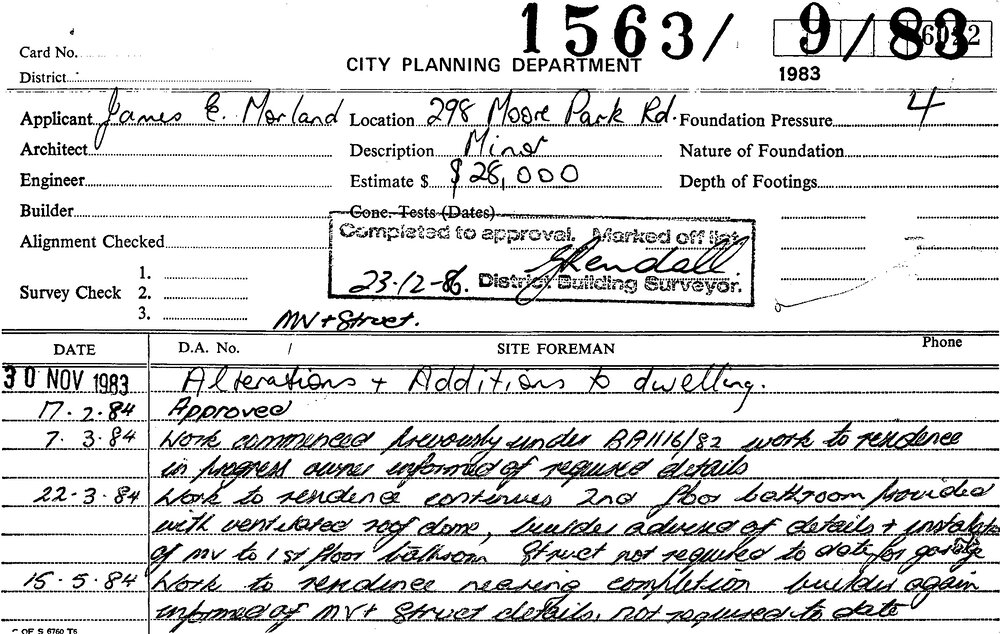 1563/ 9/83
6022
1983
Card No.
District
CITY PLANNING DEPARTMENT
Applicant James E. Morland Location 298 Moore Park Rd. Foundation Pressure 4
Architect Description Minor Nature of Foundation
Engineer Estimate $ $28,000 Depth of Footings
Builder Conc. Tests (Dates)
Alignment Checked
Completed to approval. Marked off list
23-12-86. District Building Surveyor.
Survey Check 1.
2.
3.
MV + Struct.
DATE D.A. No. / SITE FOREMAN Phone
30 NOV 1983 Alterations + Additions to dwelling.
17.2.84 Approved
7.3.84 Work commenced previously under BA1116/82 work to residence
in progress owner informed of required details
22-3-84 Work to residence continues 2nd floor bathroom provided
with ventilated roof dome, builder advised of details + installation
of MV to 1st floor bathroom Struct not required to date for garage
15-5-84 Work to residence nearing completion builder again
informed of MV + Struct details. not required to date
C OF S 6760 T6